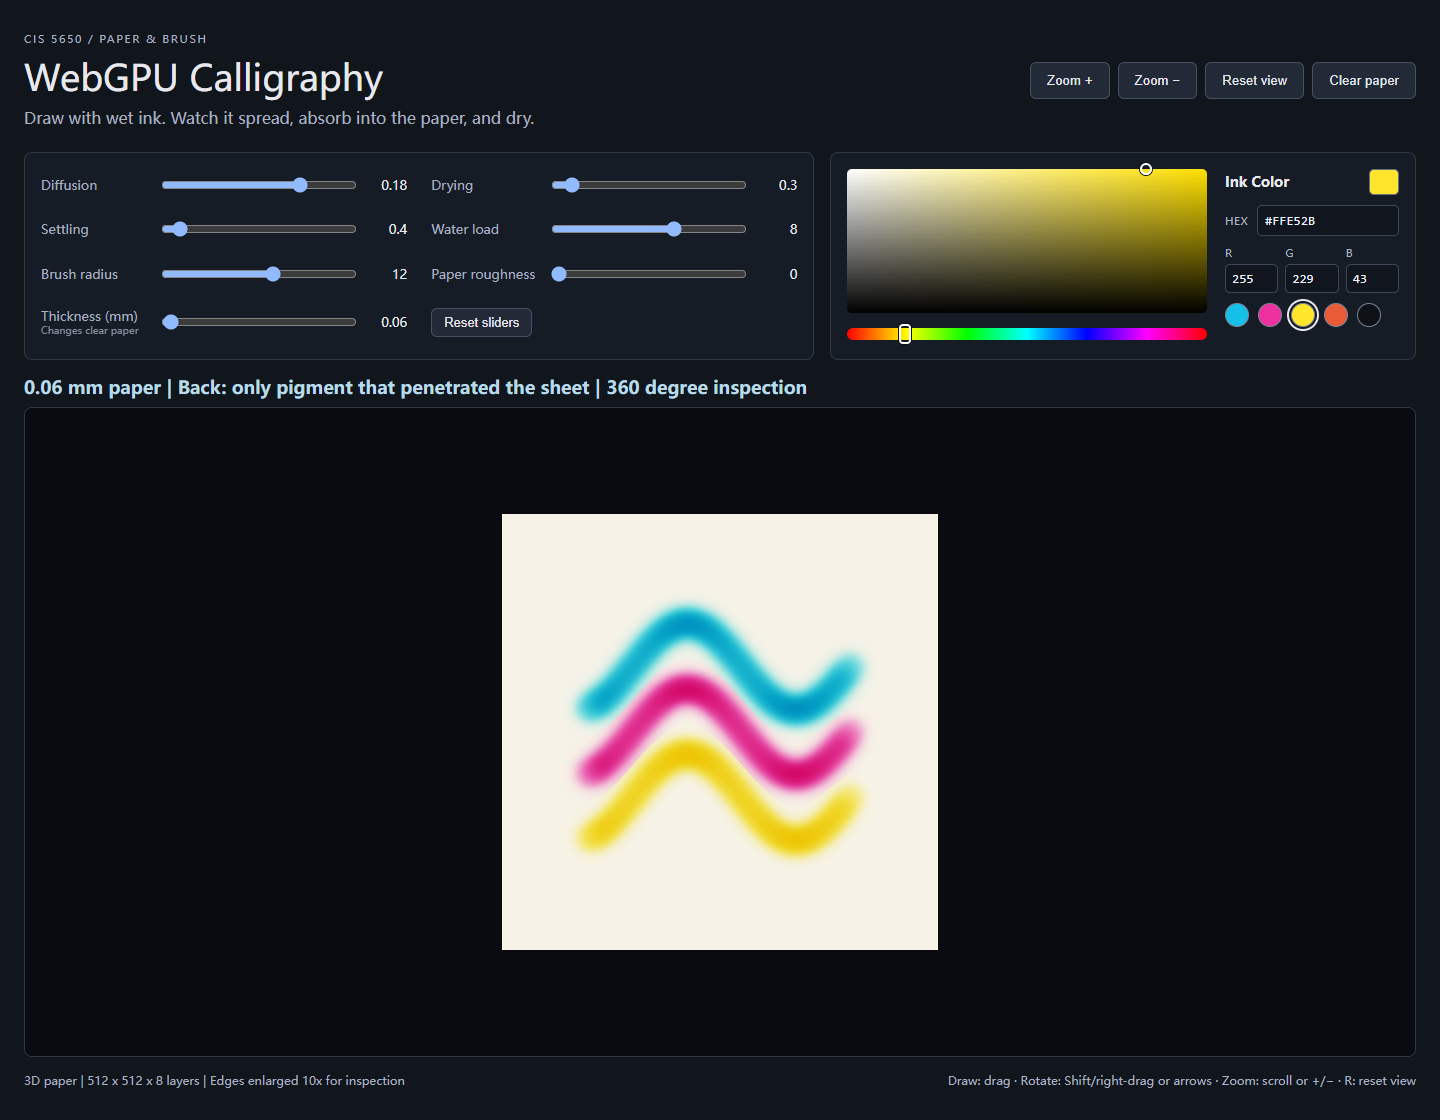 CIS 5650 / PAPER & BRUSH
WebGPU Calligraphy
Draw with wet ink. Watch it spread, absorb into the paper, and dry.
Zoom +
Zoom −
Reset view
Clear paper
Diffusion 0.18
Drying 0.3
Settling 0.4
Water load 8
Brush radius 12
Paper roughness 0
Thickness (mm) 0.06
Changes clear paper
Reset sliders
Ink Color
HEX #FFE52B
R G B
255 229 43
0.06 mm paper | Back: only pigment that penetrated the sheet | 360 degree inspection
3D paper | 512 x 512 x 8 layers | Edges enlarged 10x for inspection
Draw: drag · Rotate: Shift/right-drag or arrows · Zoom: scroll or +/− · R: reset view